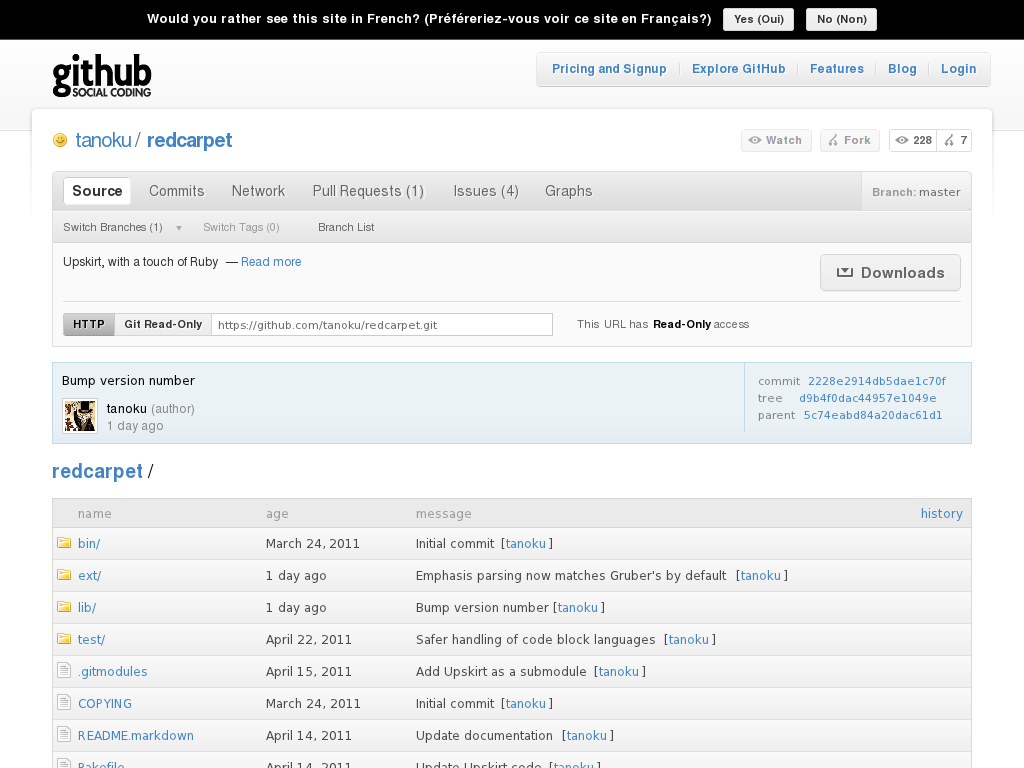 Would you rather see this site in French? (Préféreriez-vous voir ce site en Français?) Yes (Oui) No (Non)
github
SOCIAL CODING
Pricing and Signup Explore GitHub Features Blog Login
tanoku / redcarpet
Watch Fork 228 7
Source Commits Network Pull Requests (1) Issues (4) Graphs Branch: master
Switch Branches (1) Switch Tags (0) Branch List
Upskirt, with a touch of Ruby — Read more
Downloads
HTTP Git Read-Only https://github.com/tanoku/redcarpet.git This URL has Read-Only access
Bump version number
tanoku (author)
1 day ago
commit 2228e2914db5dae1c70f
tree d9b4f0dac44957e1049e
parent 5c74eabd84a20dac61d1
redcarpet /
name age message history
bin/ March 24, 2011 Initial commit [tanoku]
ext/ 1 day ago Emphasis parsing now matches Gruber's by default [tanoku]
lib/ 1 day ago Bump version number [tanoku]
test/ April 22, 2011 Safer handling of code block languages [tanoku]
.gitmodules April 15, 2011 Add Upskirt as a submodule [tanoku]
COPYING March 24, 2011 Initial commit [tanoku]
README.markdown April 14, 2011 Update documentation [tanoku]
Rakefile April 14, 2011 Update Upskirt code [tanoku]